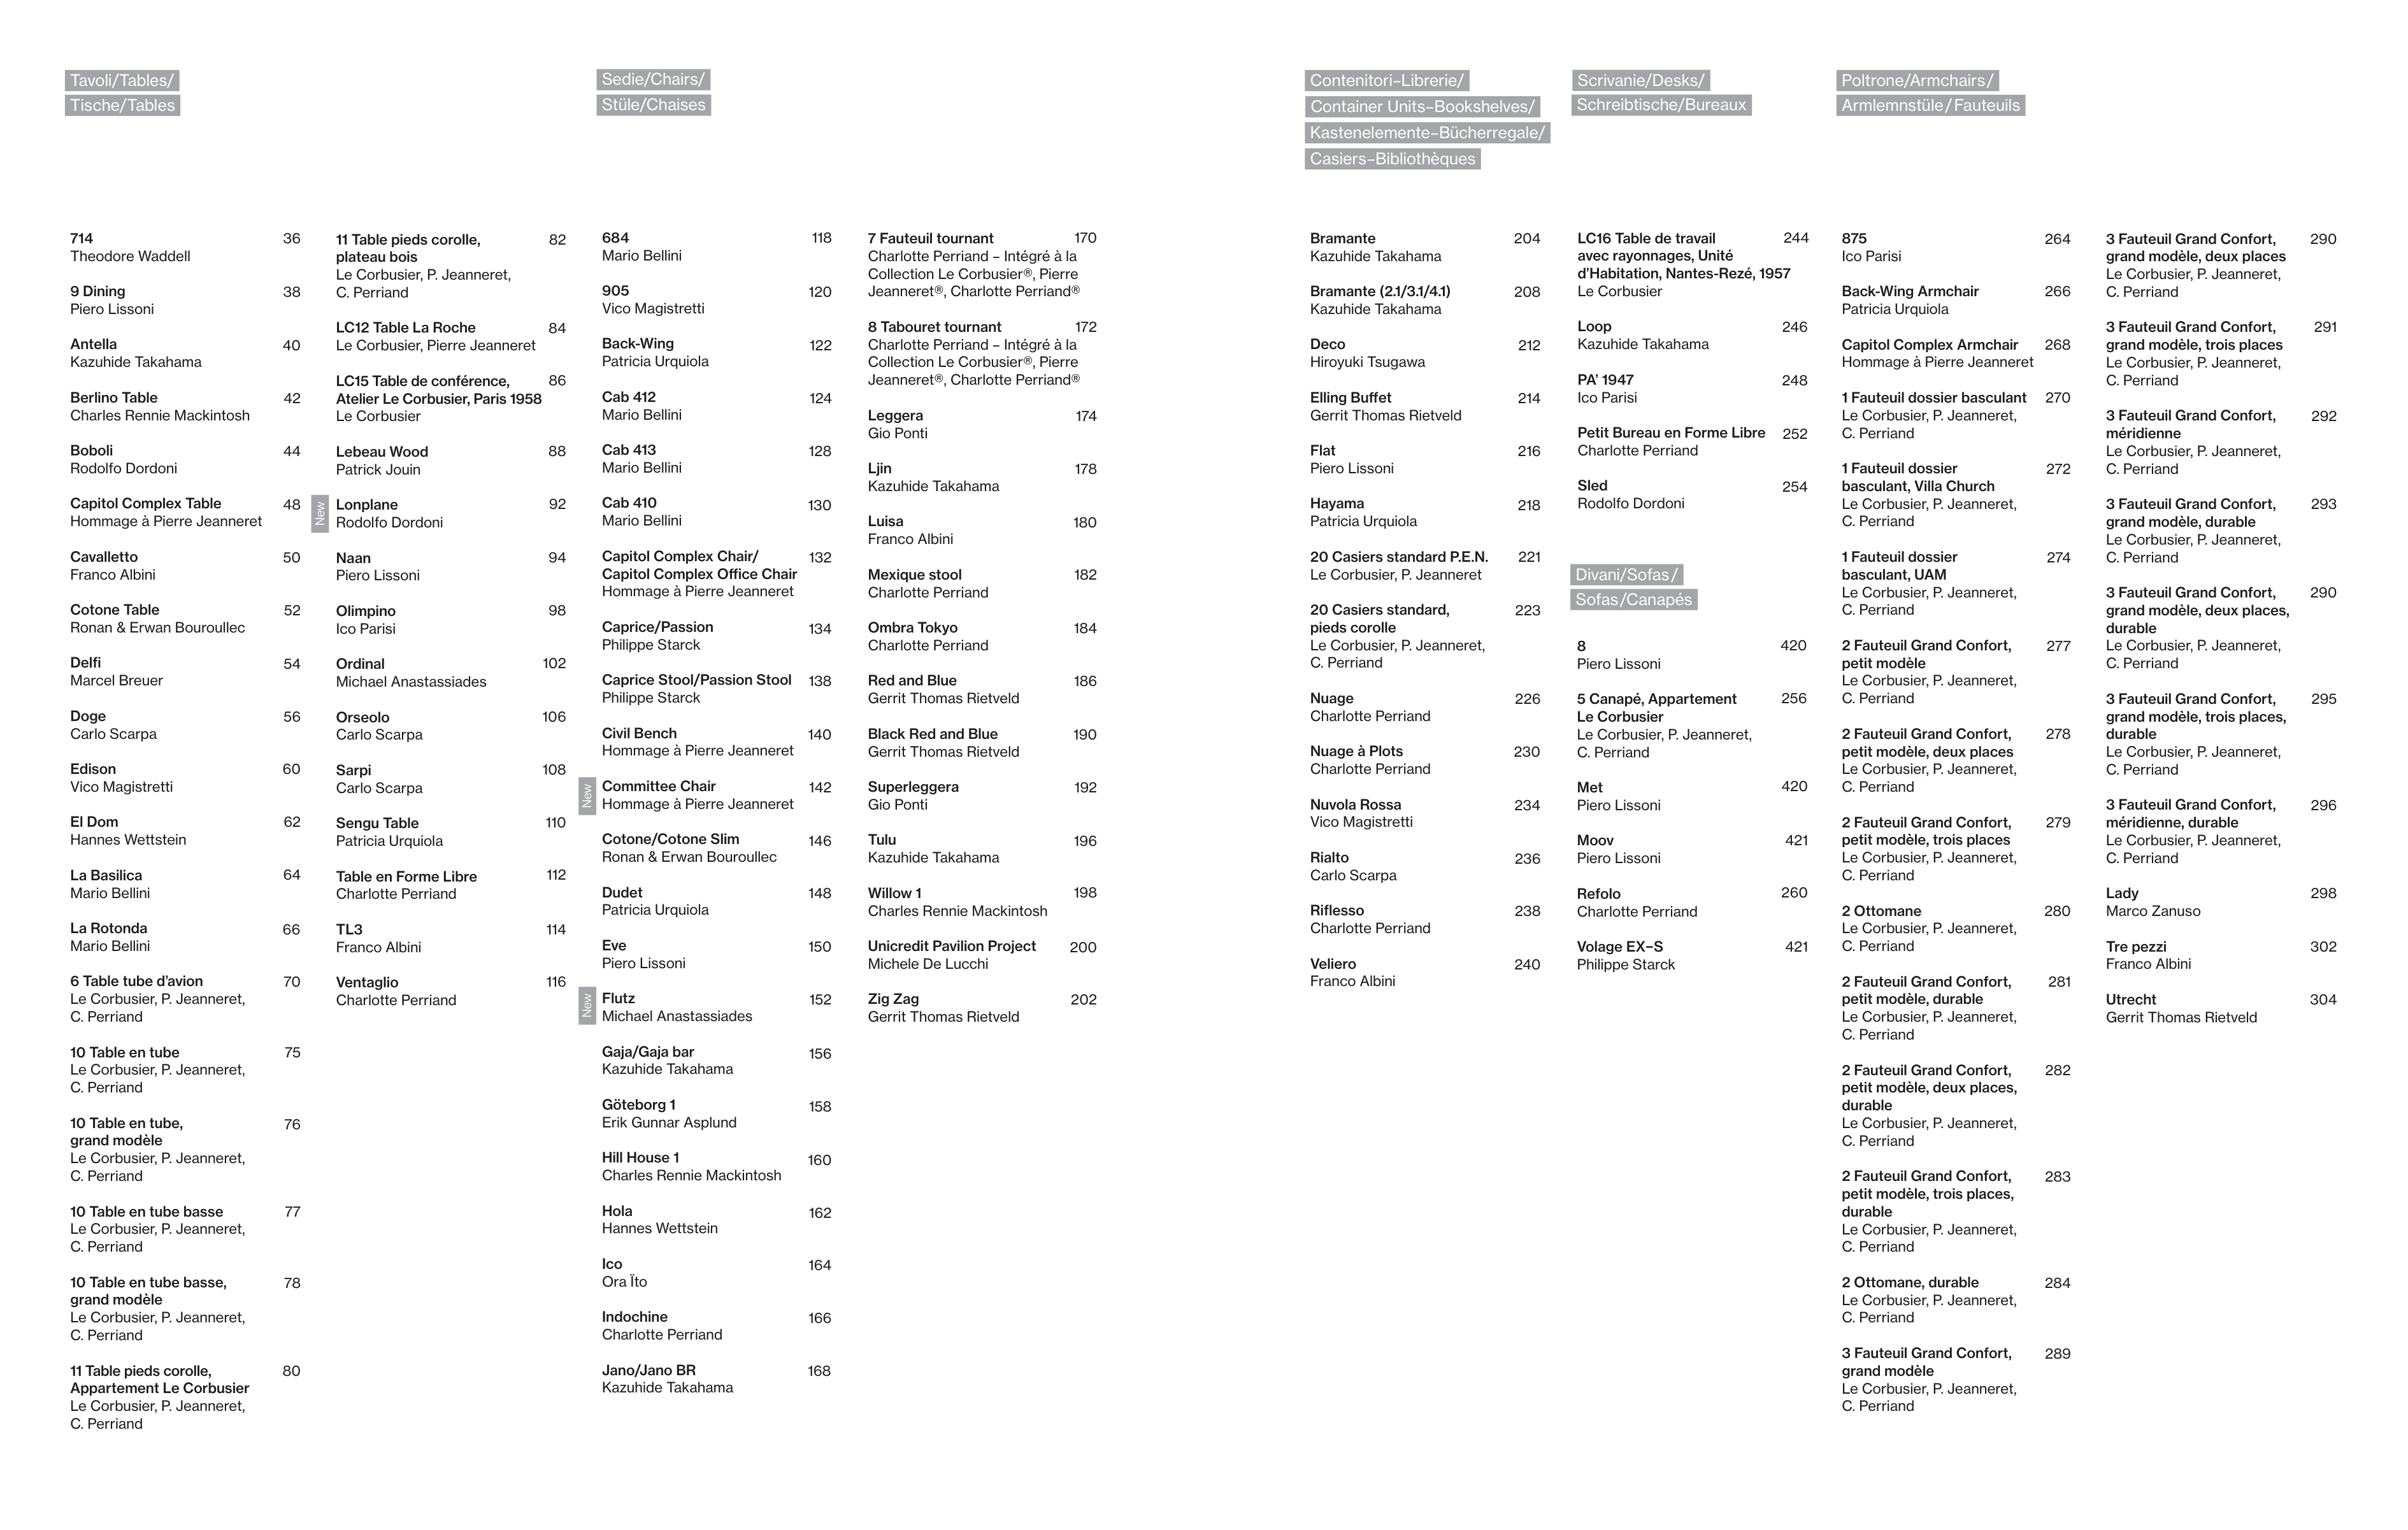 Tavoli/Tables/
Tische/Tables
714 36
Theodore Waddell
9 Dining 38
Piero Lissoni
Antella 40
Kazuhide Takahama
Berlino Table 42
Charles Rennie Mackintosh
Boboli 44
Rodolfo Dordoni
Capitol Complex Table 48
Hommage à Pierre Jeanneret
Cavalletto 50
Franco Albini
Cotone Table 52
Ronan & Erwan Bouroullec
Delfi 54
Marcel Breuer
Doge 56
Carlo Scarpa
Edison 60
Vico Magistretti
El Dom 62
Hannes Wettstein
La Basilica 64
Mario Bellini
La Rotonda 66
Mario Bellini
6 Table tube d'avion 70
Le Corbusier, P. Jeanneret,
C. Perriand
10 Table en tube 75
Le Corbusier, P. Jeanneret,
C. Perriand
10 Table en tube, 76
grand modèle
Le Corbusier, P. Jeanneret,
C. Perriand
10 Table en tube basse 77
Le Corbusier, P. Jeanneret,
C. Perriand
10 Table en tube basse, 78
grand modèle
Le Corbusier, P. Jeanneret,
C. Perriand
11 Table pieds corolle, 80
Appartement Le Corbusier
Le Corbusier, P. Jeanneret,
C. Perriand
11 Table pieds corolle, 82
plateau bois
Le Corbusier, P. Jeanneret,
C. Perriand
LC12 Table La Roche 84
Le Corbusier, Pierre Jeanneret
LC15 Table de conférence, 86
Atelier Le Corbusier, Paris 1958
Le Corbusier
Lebeau Wood 88
Patrick Jouin
New
Lonplane 92
Rodolfo Dordoni
Naan 94
Piero Lissoni
Olimpino 98
Ico Parisi
Ordinal 102
Michael Anastassiades
Orseolo 106
Carlo Scarpa
Sarpi 108
Carlo Scarpa
Sengu Table 110
Patricia Urquiola
Table en Forme Libre 112
Charlotte Perriand
TL3 114
Franco Albini
Ventaglio 116
Charlotte Perriand
Sedie/Chairs/
Stüle/Chaises
684 118
Mario Bellini
905 120
Vico Magistretti
Back-Wing 122
Patricia Urquiola
Cab 412 124
Mario Bellini
Cab 413 128
Mario Bellini
Cab 410 130
Mario Bellini
Capitol Complex Chair/ 132
Capitol Complex Office Chair
Hommage à Pierre Jeanneret
Caprice/Passion 134
Philippe Starck
Caprice Stool/Passion Stool 138
Philippe Starck
Civil Bench 140
Hommage à Pierre Jeanneret
New
Committee Chair 142
Hommage à Pierre Jeanneret
Cotone/Cotone Slim 146
Ronan & Erwan Bouroullec
Dudet 148
Patricia Urquiola
Eve 150
Piero Lissoni
New
Flutz 152
Michael Anastassiades
Gaja/Gaja bar 156
Kazuhide Takahama
Göteborg 1 158
Erik Gunnar Asplund
Hill House 1 160
Charles Rennie Mackintosh
Hola 162
Hannes Wettstein
Ico 164
Ora Ïto
Indochine 166
Charlotte Perriand
Jano/Jano BR 168
Kazuhide Takahama
7 Fauteuil tournant 170
Charlotte Perriand – Intégré à la
Collection Le Corbusier®, Pierre
Jeanneret®, Charlotte Perriand®
8 Tabouret tournant 172
Charlotte Perriand – Intégré à la
Collection Le Corbusier®, Pierre
Jeanneret®, Charlotte Perriand®
Leggera 174
Gio Ponti
Ljin 178
Kazuhide Takahama
Luisa 180
Franco Albini
Mexique stool 182
Charlotte Perriand
Ombra Tokyo 184
Charlotte Perriand
Red and Blue 186
Gerrit Thomas Rietveld
Black Red and Blue 190
Gerrit Thomas Rietveld
Superleggera 192
Gio Ponti
Tulu 196
Kazuhide Takahama
Willow 1 198
Charles Rennie Mackintosh
Unicredit Pavilion Project 200
Michele De Lucchi
Zig Zag 202
Gerrit Thomas Rietveld
Contenitori–Librerie/
Container Units–Bookshelves/
Kastenelemente–Bücherregale/
Casiers–Bibliothèques
Bramante 204
Kazuhide Takahama
Bramante (2.1/3.1/4.1) 208
Kazuhide Takahama
Deco 212
Hiroyuki Tsugawa
Elling Buffet 214
Gerrit Thomas Rietveld
Flat 216
Piero Lissoni
Hayama 218
Patricia Urquiola
20 Casiers standard P.E.N. 221
Le Corbusier, P. Jeanneret
20 Casiers standard, 223
pieds corolle
Le Corbusier, P. Jeanneret,
C. Perriand
Nuage 226
Charlotte Perriand
Nuage à Plots 230
Charlotte Perriand
Nuvola Rossa 234
Vico Magistretti
Rialto 236
Carlo Scarpa
Riflesso 238
Charlotte Perriand
Veliero 240
Franco Albini
Scrivanie/Desks/
Schreibtische/Bureaux
LC16 Table de travail 244
avec rayonnages, Unité
d'Habitation, Nantes-Rezé, 1957
Le Corbusier
Loop 246
Kazuhide Takahama
PA' 1947 248
Ico Parisi
Petit Bureau en Forme Libre 252
Charlotte Perriand
Sled 254
Rodolfo Dordoni
Divani/Sofas/
Sofas/Canapés
8 420
Piero Lissoni
5 Canapé, Appartement 256
Le Corbusier
Le Corbusier, P. Jeanneret,
C. Perriand
Met 420
Piero Lissoni
Moov 421
Piero Lissoni
Refolo 260
Charlotte Perriand
Volage EX–S 421
Philippe Starck
Poltrone/Armchairs/
Armlemnstüle/Fauteuils
875 264
Ico Parisi
Back-Wing Armchair 266
Patricia Urquiola
Capitol Complex Armchair 268
Hommage à Pierre Jeanneret
1 Fauteuil dossier basculant 270
Le Corbusier, P. Jeanneret,
C. Perriand
1 Fauteuil dossier 272
basculant, Villa Church
Le Corbusier, P. Jeanneret,
C. Perriand
1 Fauteuil dossier 274
basculant, UAM
Le Corbusier, P. Jeanneret,
C. Perriand
2 Fauteuil Grand Confort, 277
petit modèle
Le Corbusier, P. Jeanneret,
C. Perriand
2 Fauteuil Grand Confort, 278
petit modèle, deux places
Le Corbusier, P. Jeanneret,
C. Perriand
2 Fauteuil Grand Confort, 279
petit modèle, trois places
Le Corbusier, P. Jeanneret,
C. Perriand
2 Ottomane 280
Le Corbusier, P. Jeanneret,
C. Perriand
2 Fauteuil Grand Confort, 281
petit modèle, durable
Le Corbusier, P. Jeanneret,
C. Perriand
2 Fauteuil Grand Confort, 282
petit modèle, deux places,
durable
Le Corbusier, P. Jeanneret,
C. Perriand
2 Fauteuil Grand Confort, 283
petit modèle, trois places,
durable
Le Corbusier, P. Jeanneret,
C. Perriand
2 Ottomane, durable 284
Le Corbusier, P. Jeanneret,
C. Perriand
3 Fauteuil Grand Confort, 289
grand modèle
Le Corbusier, P. Jeanneret,
C. Perriand
3 Fauteuil Grand Confort, 290
grand modèle, deux places
Le Corbusier, P. Jeanneret,
C. Perriand
3 Fauteuil Grand Confort, 291
grand modèle, trois places
Le Corbusier, P. Jeanneret,
C. Perriand
3 Fauteuil Grand Confort, 292
méridienne
Le Corbusier, P. Jeanneret,
C. Perriand
3 Fauteuil Grand Confort, 293
grand modèle, durable
Le Corbusier, P. Jeanneret,
C. Perriand
3 Fauteuil Grand Confort, 290
grand modèle, deux places,
durable
Le Corbusier, P. Jeanneret,
C. Perriand
3 Fauteuil Grand Confort, 295
grand modèle, trois places,
durable
Le Corbusier, P. Jeanneret,
C. Perriand
3 Fauteuil Grand Confort, 296
méridienne, durable
Le Corbusier, P. Jeanneret,
C. Perriand
Lady 298
Marco Zanuso
Tre pezzi 302
Franco Albini
Utrecht 304
Gerrit Thomas Rietveld